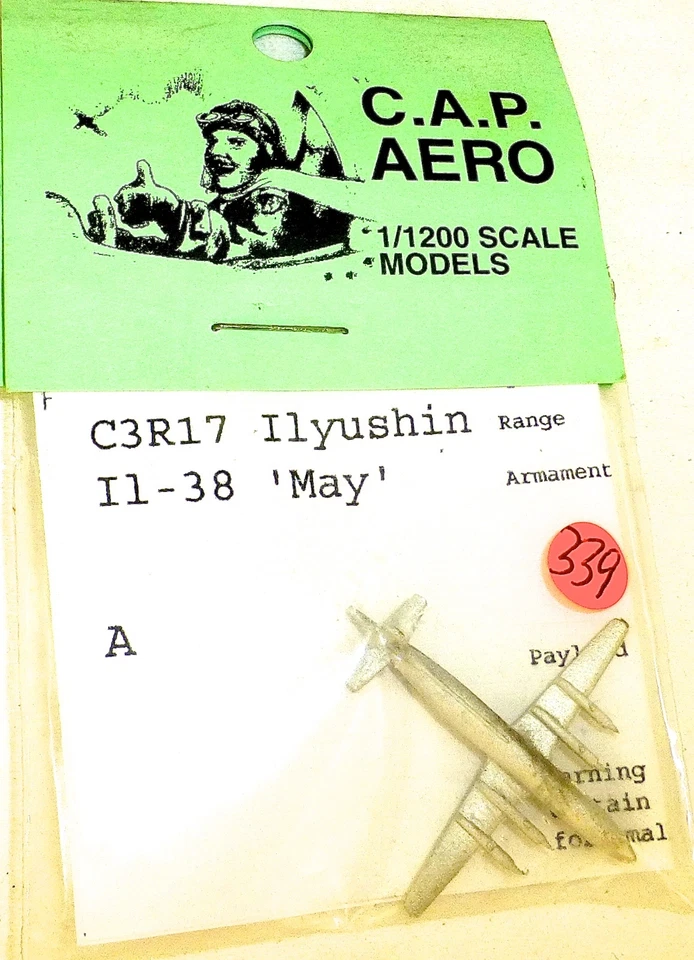 C.A.P.
AERO
1/1200 SCALE
MODELS
C3R17 Ilyushin
Il-38 'May'
Range
Armament
339
A